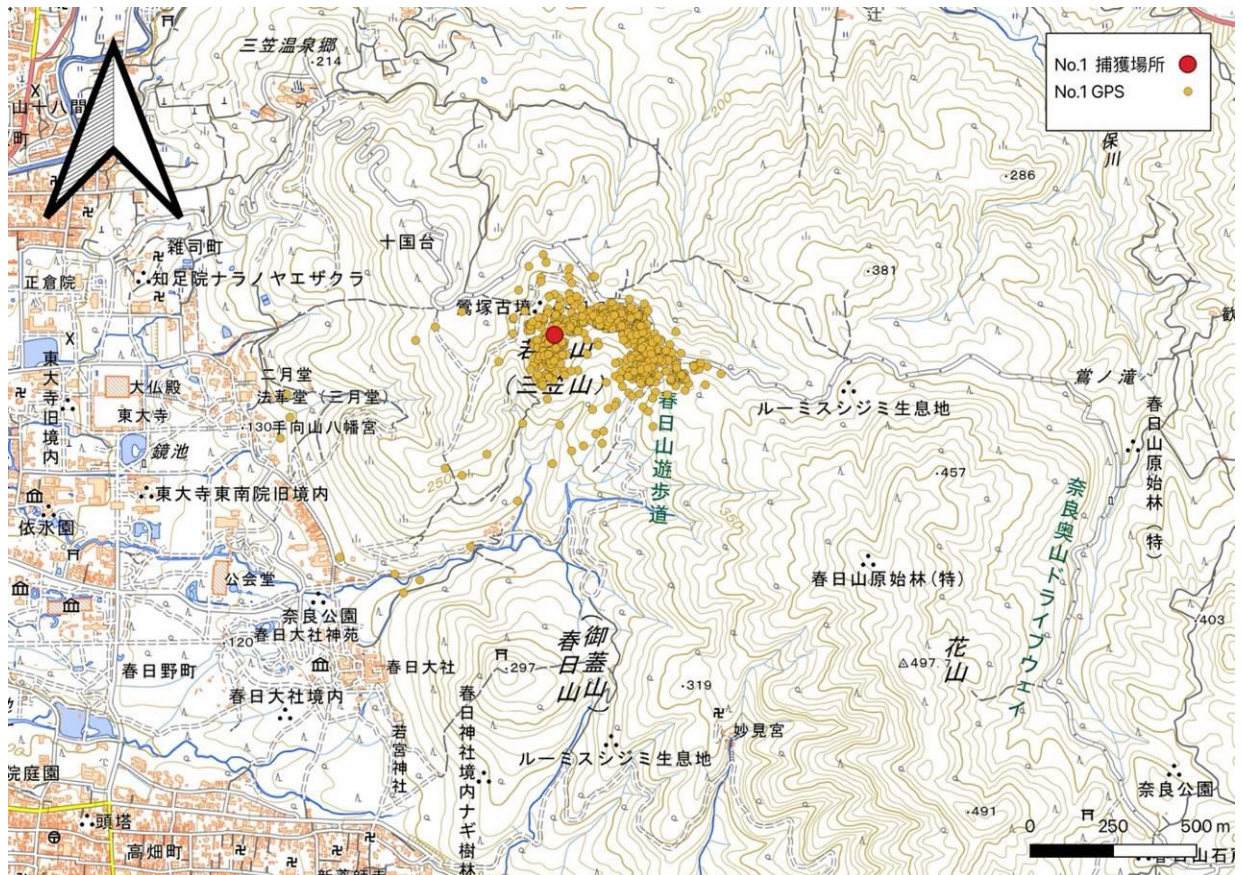 三笠温泉郷
214
No.1 捕獲場所
No.1 GPS
山十八間
町
200
保川
286
十国台
雑司町
知足院ナラノヤエザクラ
正倉院
381
鶯塚古墳
山
(三笠山)
二月堂
法華堂(三月堂)
大仏殿
東大寺
130
手向山八幡宮
東大寺旧境内
鏡池
250
東大寺東南院旧境内
依水園
春日山遊歩道
350
ルーミスシジミ生息地
鶯ノ滝
春日山原始林(特)
457
奈良奥山ドライブウェイ
春日山原始林(特)
公会堂
奈良公園
春日大社神苑
120
春日野町
春日大社
297
春日山
(御蓋山)
319
花山
497.7
403
春日大社境内
若宮神社
春日神社境内ナギ樹林
ルーミスシジミ生息地
妙見宮
院庭園
頭塔
高畑町
491
奈良公園
0 250 500 m